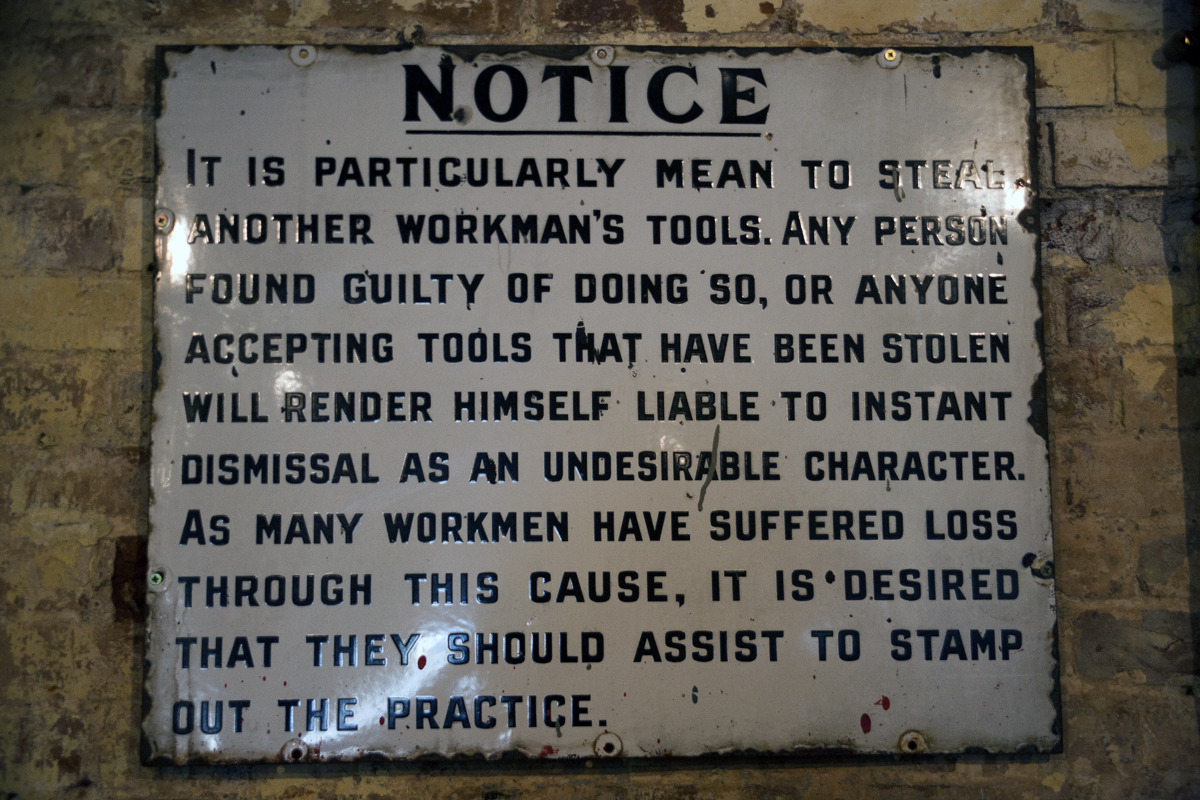 NOTICE
IT IS PARTICULARLY MEAN TO STEAL
ANOTHER WORKMAN'S TOOLS. ANY PERSON
FOUND GUILTY OF DOING SO, OR ANYONE
ACCEPTING TOOLS THAT HAVE BEEN STOLEN
WILL RENDER HIMSELF LIABLE TO INSTANT
DISMISSAL AS AN UNDESIRABLE CHARACTER.
AS MANY WORKMEN HAVE SUFFERED LOSS
THROUGH THIS CAUSE, IT IS DESIRED
THAT THEY SHOULD ASSIST TO STAMP
OUT THE PRACTICE.